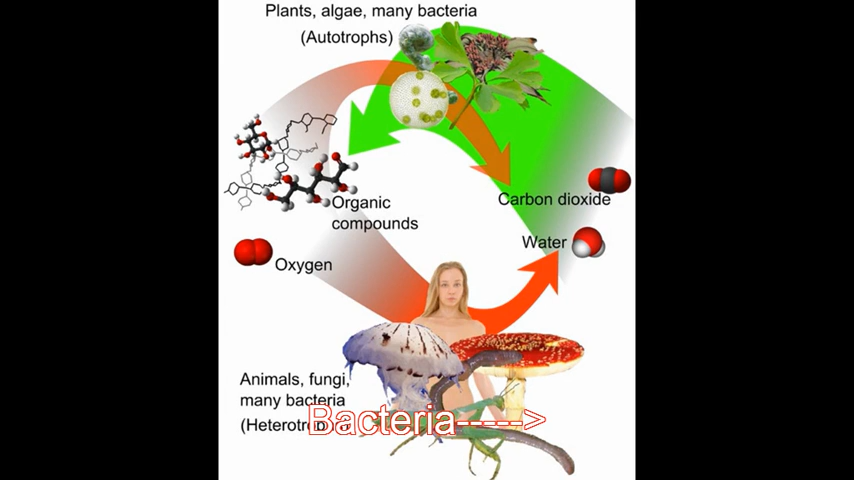 Plants, algae, many bacteria
(Autotrophs)
Carbon dioxide
Organic
compounds
Water
Oxygen
Animals, fungi,
many bacteria
Bacteria----->